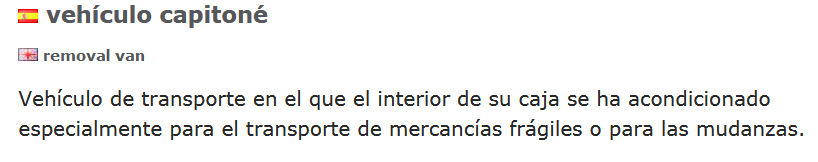 vehículo capitoné
removal van
Vehículo de transporte en el que el interior de su caja se ha acondicionado
especialmente para el transporte de mercancías frágiles o para las mudanzas.